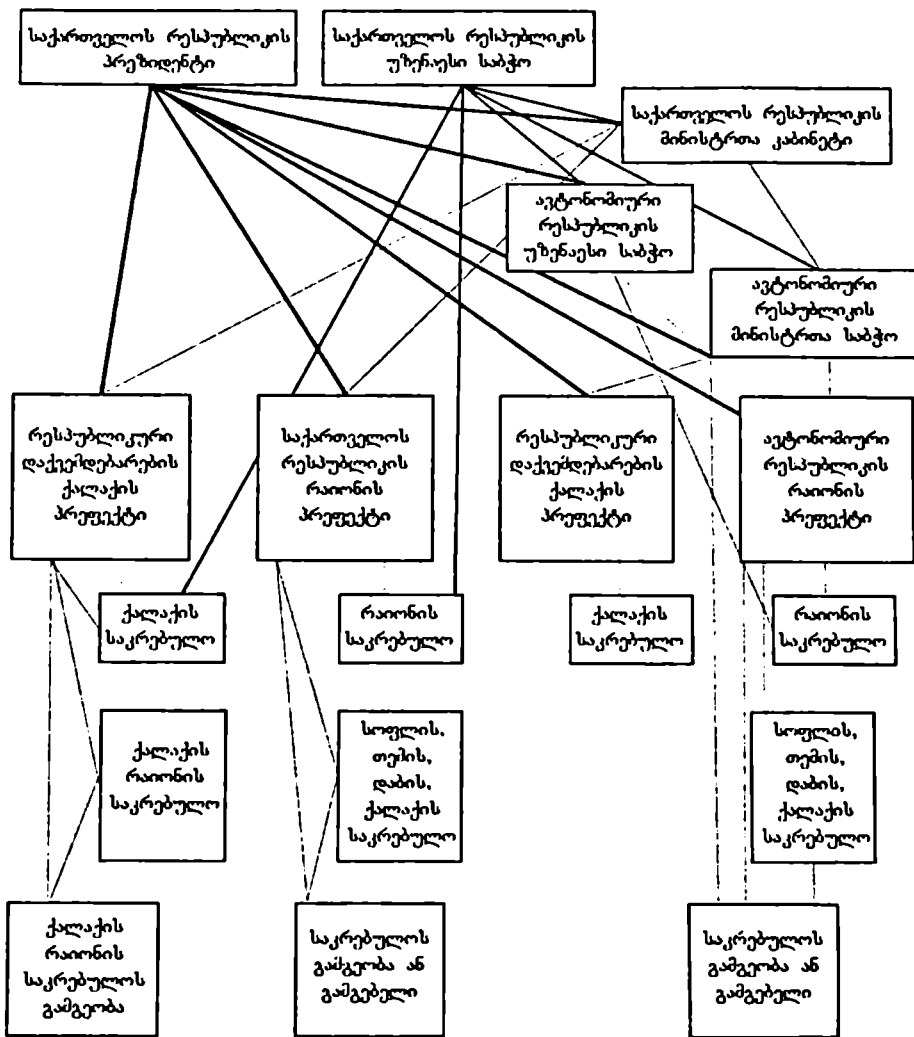 საქართველოს რესპუბლიკის
პრეზიდენტი
საქართველოს რესპუბლიკის
უზენაესი საბჭო
საქართველოს რესპუბლიკის
მინისტრთა კაბინეტი
ავტონომიური
რესპუბლიკის
უზენაესი საბჭო
ავტონომიური
რესპუბლიკის
მინისტრთა საბჭო
რესპუბლიკური
დაქვემდებარების
ქალაქის
პრეფექტი
საქართველოს
რესპუბლიკის
რაიონის
პრეფექტი
რესპუბლიკური
დაქვემდებარების
ქალაქის
პრეფექტი
ავტონომიური
რესპუბლიკის
რაიონის
პრეფექტი
ქალაქის
საკრებულო
რაიონის
საკრებულო
ქალაქის
საკრებულო
რაიონის
საკრებულო
ქალაქის
რაიონის
საკრებულო
სოფლის,
თემის,
დაბის,
ქალაქის
საკრებულო
სოფლის,
თემის,
დაბის,
ქალაქის
საკრებულო
ქალაქის
რაიონის
საკრებულოს
გამგეობა
საკრებულოს
გამგეობა ან
გამგებელი
საკრებულოს
გამგეობა ან
გამგებელი